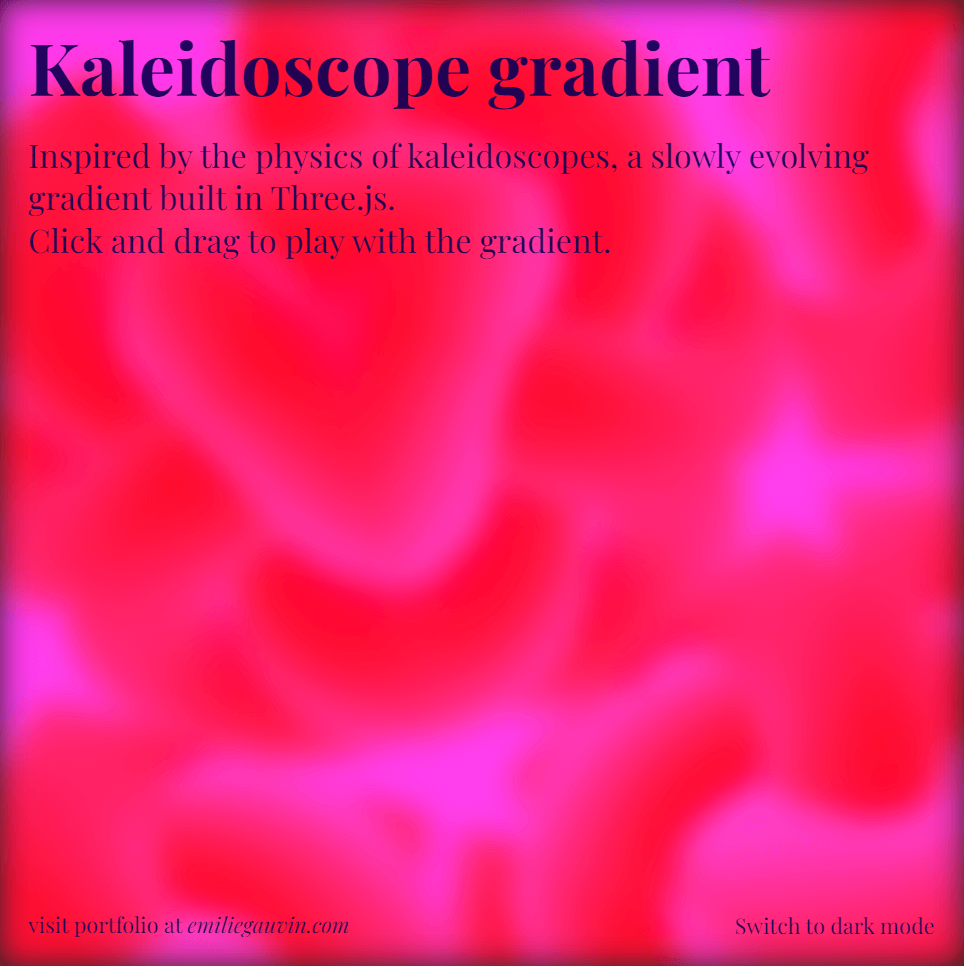 Kaleidoscope gradient
Inspired by the physics of kaleidoscopes, a slowly evolving
gradient built in Three.js.
Click and drag to play with the gradient.
visit portfolio at emiliegauvin.com
Switch to dark mode